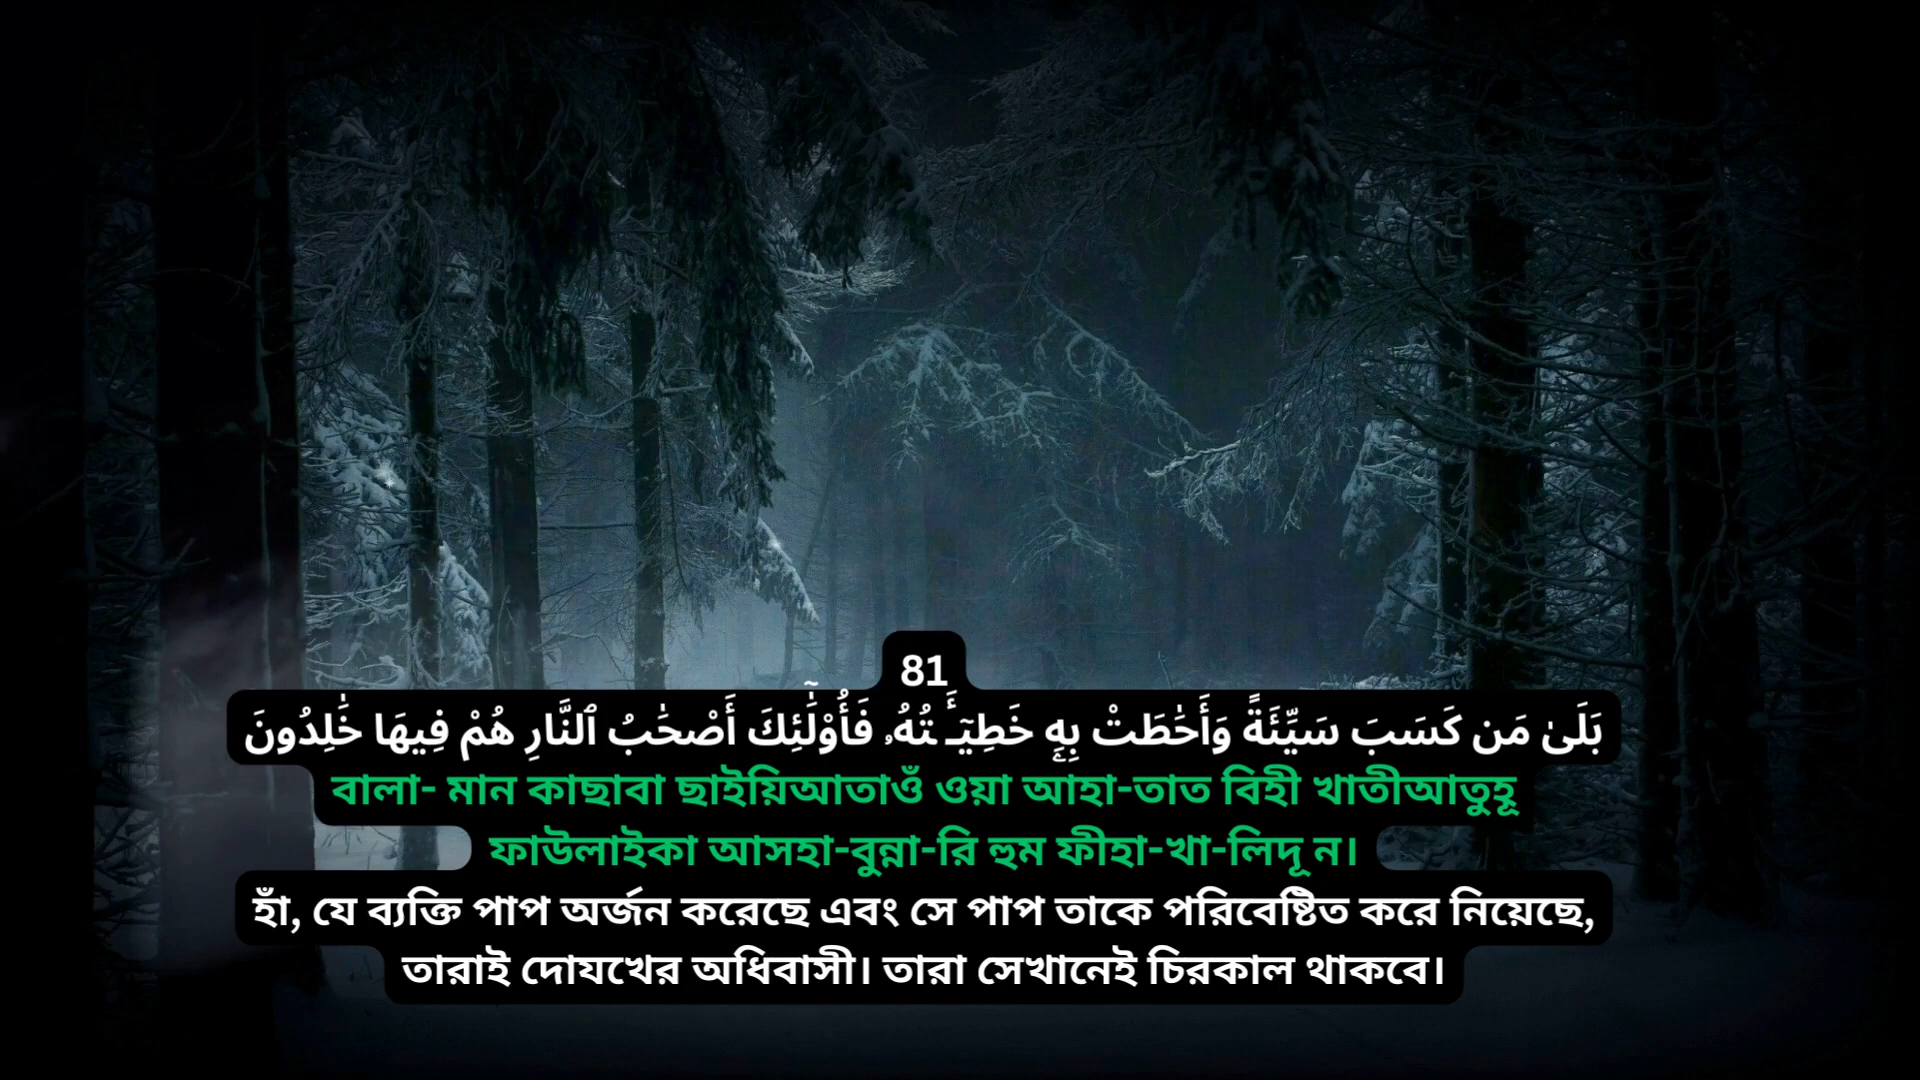 81
بَلَىٰ مَن كَسَبَ سَيِّئَةً وَأَحَٰطَتْ بِهِۦ خَطِيٓـَٔتُهُۥ فَأُو۟لَٰٓئِكَ أَصْحَٰبُ ٱلنَّارِ هُمْ فِيهَا خَٰلِدُونَ
বালা- মান কাছাবা ছাইয়িআতাওঁ ওয়া আহা-তাত বিহী খাতীআতুহূ
ফাউলাইকা আসহা-বুন্না-রি হুম ফীহা-খা-লিদূ ন।
হাঁ, যে ব্যক্তি পাপ অর্জন করেছে এবং সে পাপ তাকে পরিবেষ্টিত করে নিয়েছে,
তারাই দোযখের অধিবাসী। তারা সেখানেই চিরকাল থাকবে।